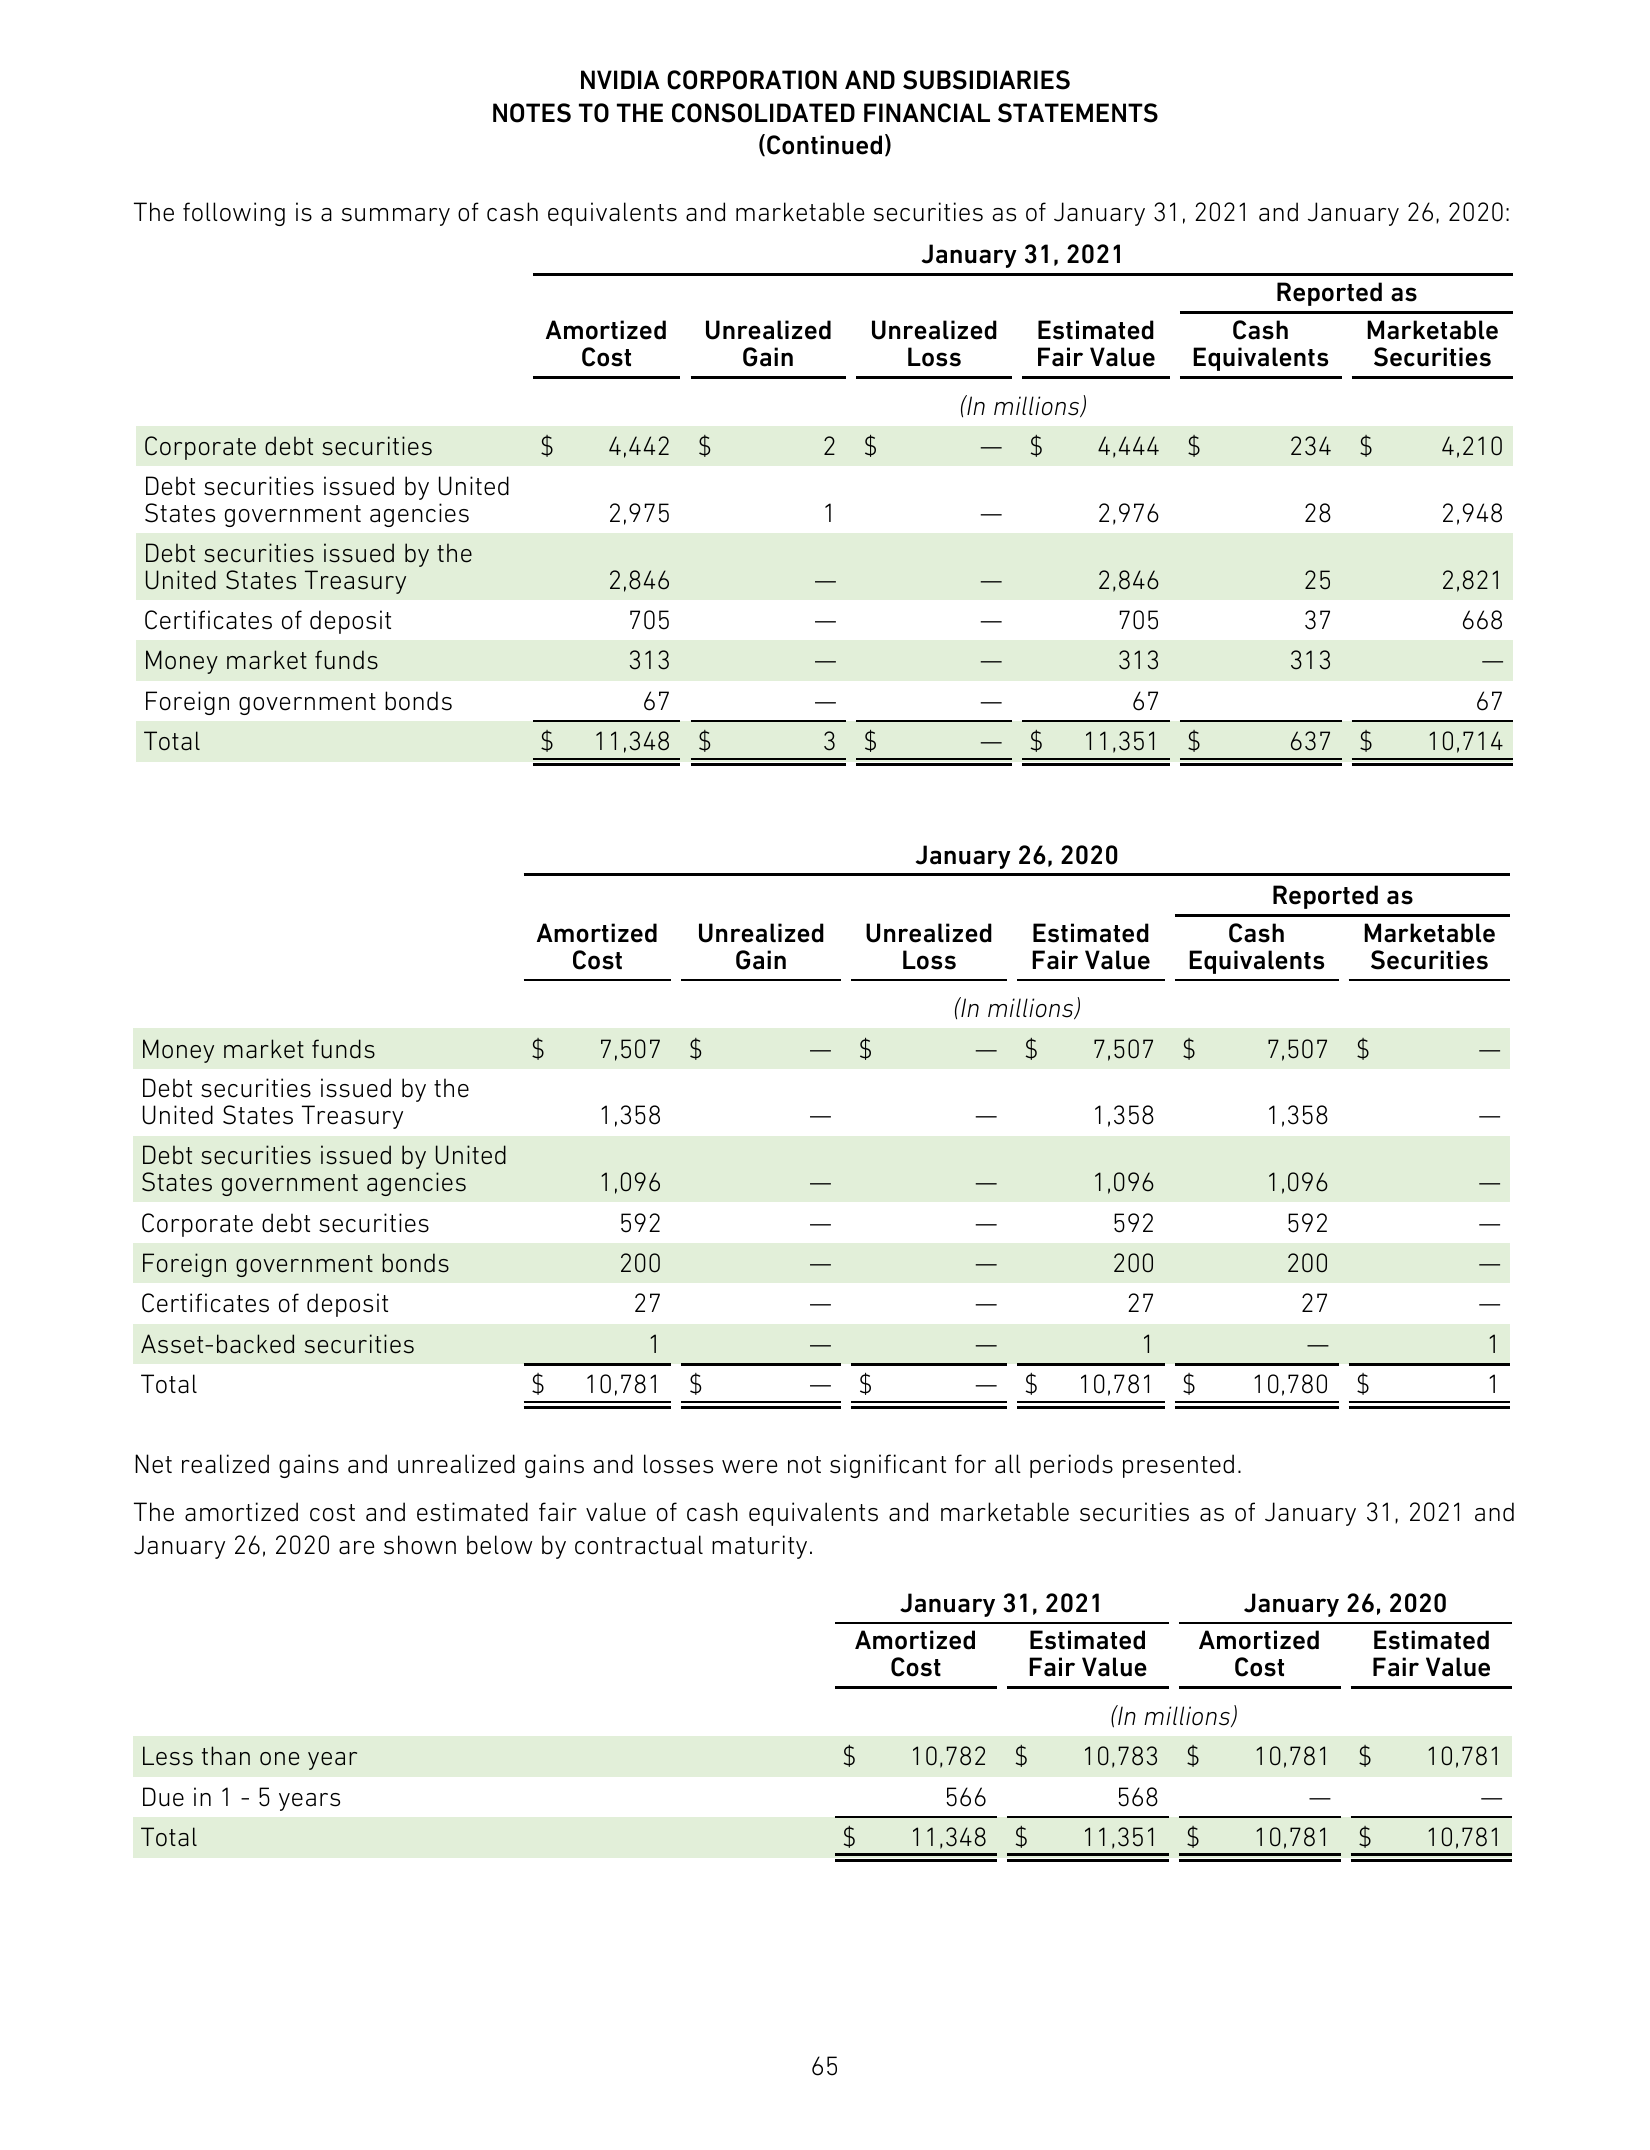 NVIDIA CORPORATION AND SUBSIDIARIES
NOTES TO THE CONSOLIDATED FINANCIAL STATEMENTS
(Continued)
The following is a summary of cash equivalents and marketable securities as of January 31, 2021 and January 26, 2020:
January 31, 2021
Reported as
Amortized Unrealized Unrealized Estimated Cash Marketable
Cost Gain Loss Fair Value Equivalents Securities
(In millions)
Corporate debt securities $ 4,442 $ 2 $ — $ 4,444 $ 234 $ 4,210
Debt securities issued by United
States government agencies 2,975 1 — 2,976 28 2,948
Debt securities issued by the
United States Treasury 2,846 — — 2,846 25 2,821
Certificates of deposit 705 — — 705 37 668
Money market funds 313 — — 313 313 —
Foreign government bonds 67 — — 67 67
Total $ 11,348 $ 3 $ — $ 11,351 $ 637 $ 10,714
January 26, 2020
Reported as
Amortized Unrealized Unrealized Estimated Cash Marketable
Cost Gain Loss Fair Value Equivalents Securities
(In millions)
Money market funds $ 7,507 $ — $ — $ 7,507 $ 7,507 $ —
Debt securities issued by the
United States Treasury 1,358 — — 1,358 1,358 —
Debt securities issued by United
States government agencies 1,096 — — 1,096 1,096 —
Corporate debt securities 592 — — 592 592 —
Foreign government bonds 200 — — 200 200 —
Certificates of deposit 27 — — 27 27 —
Asset-backed securities 1 — — 1 — 1
Total $ 10,781 $ — $ — $ 10,781 $ 10,780 $ 1
Net realized gains and unrealized gains and losses were not significant for all periods presented.
The amortized cost and estimated fair value of cash equivalents and marketable securities as of January 31, 2021 and
January 26, 2020 are shown below by contractual maturity.
January 31, 2021 January 26, 2020
Amortized Estimated Amortized Estimated
Cost Fair Value Cost Fair Value
(In millions)
Less than one year $ 10,782 $ 10,783 $ 10,781 $ 10,781
Due in 1 - 5 years 566 568 — —
Total $ 11,348 $ 11,351 $ 10,781 $ 10,781
65